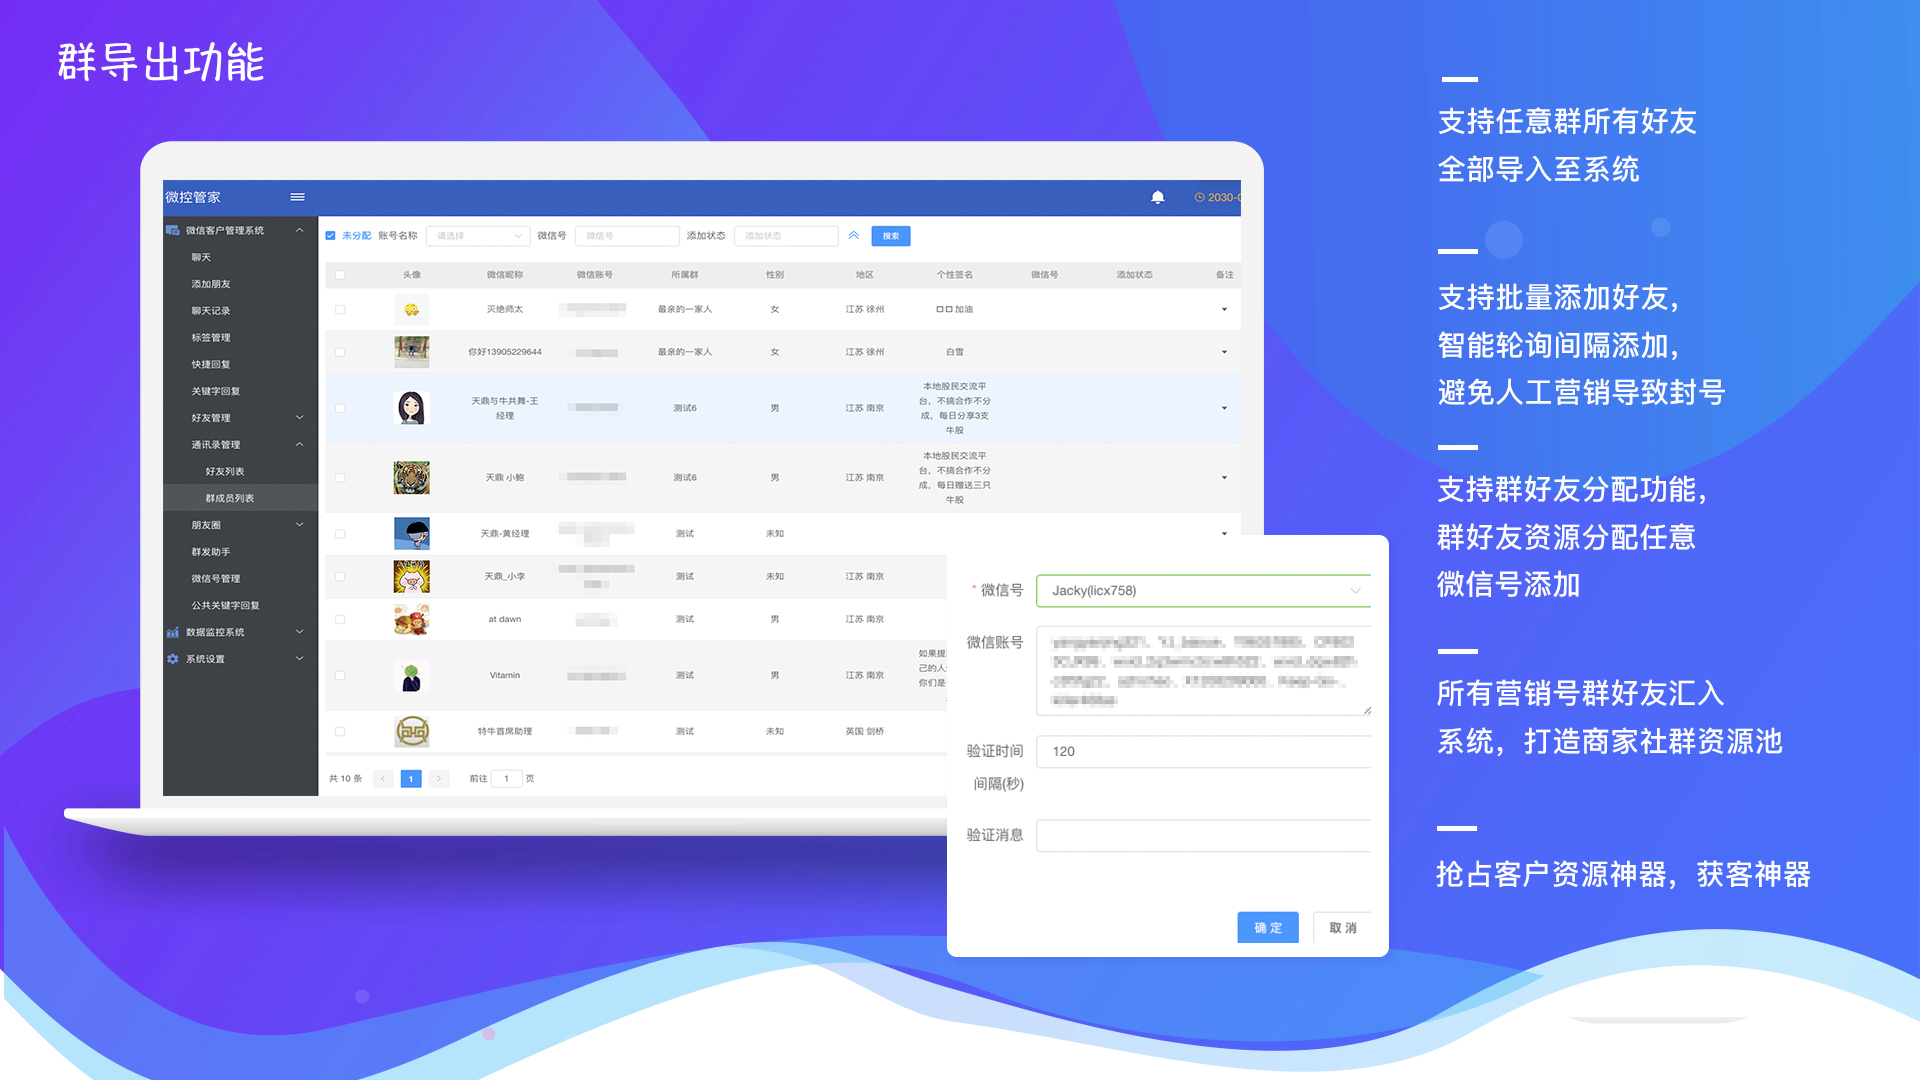 群导出功能
微控管家
2030-0
微信客户管理系统
聊天
添加朋友
聊天记录
标签管理
快捷回复
关键字回复
好友管理
通讯录管理
好友列表
群成员列表
朋友圈
群发助手
微信号管理
公共关键字回复
数据监控系统
系统设置
未分配 账号名称 请选择 微信号 微信号 添加状态 添加状态 搜索
头像 微信昵称 微信账号 所属群 性别 地区 个性签名 微信号 添加状态 备注
灭绝师太 最亲的一家人 女 江苏 徐州 口口加油
你好13905229644 最亲的一家人 女 江苏 徐州 白雪
天鼎与牛共舞-王
经理
测试6 男 江苏 南京
本地股民交流平
台，不搞合作不分
成，每日分享3支
牛股
天鼎 小鲍 测试6 男 江苏 南京
本地股民交流平
台，不搞合作不分
成，每日赠送三只
牛股
天鼎-黄经理 测试 未知
天鼎_小李 测试 未知 江苏 南京
at dawn 测试 男 江苏 南京
Vitamin 测试 男 江苏 南京
如果提
己的人
你们是
特牛首席助理 测试 未知 英国 剑桥
共 10 条 1 前往 1 页
* 微信号 Jacky(licx758)
微信账号
验证时间 120
间隔(秒)
验证消息
确 定 取 消
支持任意群所有好友
全部导入至系统
支持批量添加好友，
智能轮询间隔添加，
避免人工营销导致封号
支持群好友分配功能，
群好友资源分配任意
微信号添加
所有营销号群好友汇入
系统，打造商家社群资源池
抢占客户资源神器，获客神器